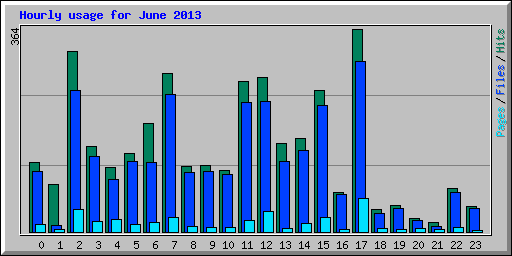 Hourly usage for June 2013
364
Pages/Files/Hits
0 1 2 3 4 5 6 7 8 9 10 11 12 13 14 15 16 17 18 19 20 21 22 23